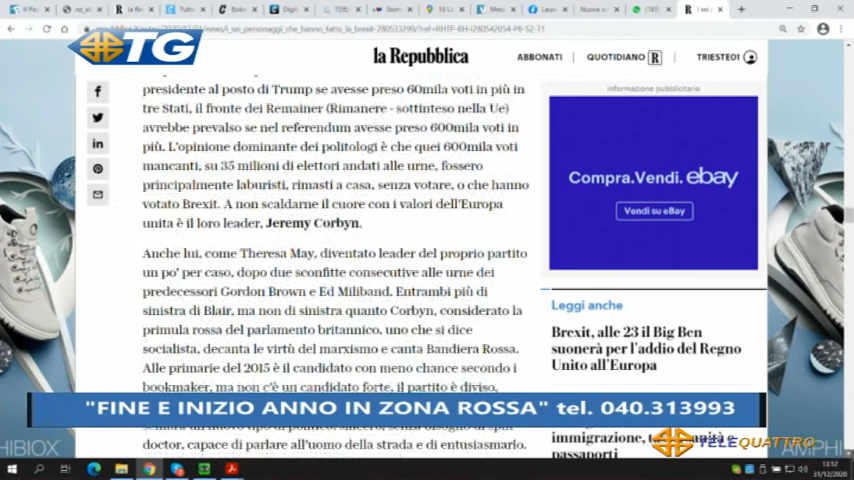 TG
la Repubblica
ABBONATI
QUOTIDIANO R
TRIESTE01
presidente al posto di Trump se avesse preso 60mila voti in più in
tre Stati, il fronte dei Remainer (Rimanere - sottinteso nella Ue)
avrebbe prevalso se nel referendum avesse preso 600mila voti in
più. L'opinione dominante dei politologi è che quei 600mila voti
mancanti, su 35 milioni di elettori andati alle urne, fossero
principalmente laburisti, rimasti a casa, senza votare, o che hanno
votato Brexit. A non scaldarne il cuore con i valori dell'Europa
unita è il loro leader, Jeremy Corbyn.
Anche lui, come Theresa May, diventato leader del proprio partito
un po' per caso, dopo due sconfitte consecutive alle urne dei
predecessori Gordon Brown e Ed Miliband. Entrambi più di
sinistra di Blair, ma non di sinistra quanto Corbyn, considerato la
primula rossa del parlamento britannico, uno che si dice
socialista, decanta le virtù del marxismo e canta Bandiera Rossa.
Alle primarie del 2015 è il candidato con meno chance secondo i
bookmaker, ma non c'è un candidato forte, il partito è diviso,
doctor, capace di parlare all'uomo della strada e di entusiasmarlo.
informazione pubblicitaria
Compra.Vendi. ebay
Vendi su eBay
Leggi anche
Brexit, alle 23 il Big Ben
suonerà per l'addio del Regno
Unito all'Europa
immigrazione,
passaporti
"FINE E INIZIO ANNO IN ZONA ROSSA" tel. 040.313993
TELEQUATTRO
HIBIOX
AMPHI
13:12
31/12/2020